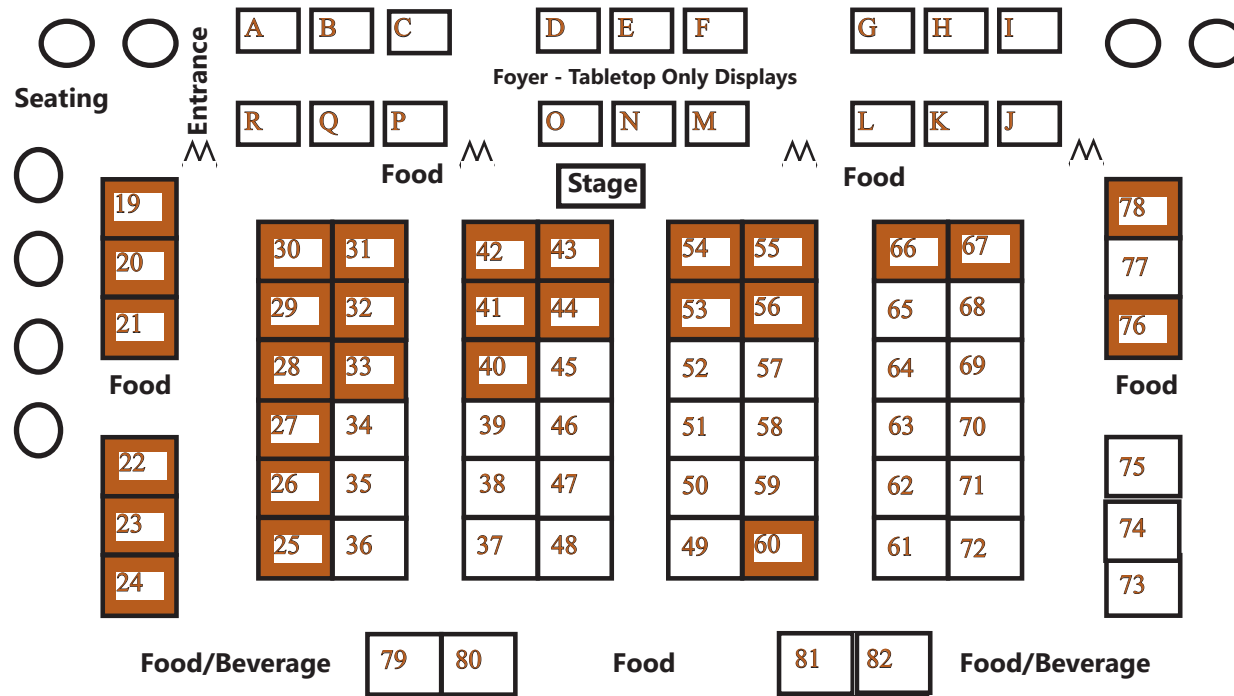 A B C D E F G H I
Entrance
Foyer - Tabletop Only Displays
Seating
R Q P O N M L K J
Food Food
Stage
19 78
30 31 42 43 54 55 66 67
20 77
29 32 41 44 53 56 65 68
21 76
28 33 40 45 52 57 64 69
Food Food
27 34 39 46 51 58 63 70
22 75
26 35 38 47 50 59 62 71
23 74
25 36 37 48 49 60 61 72
24 73
Food/Beverage 79 80 Food 81 82 Food/Beverage